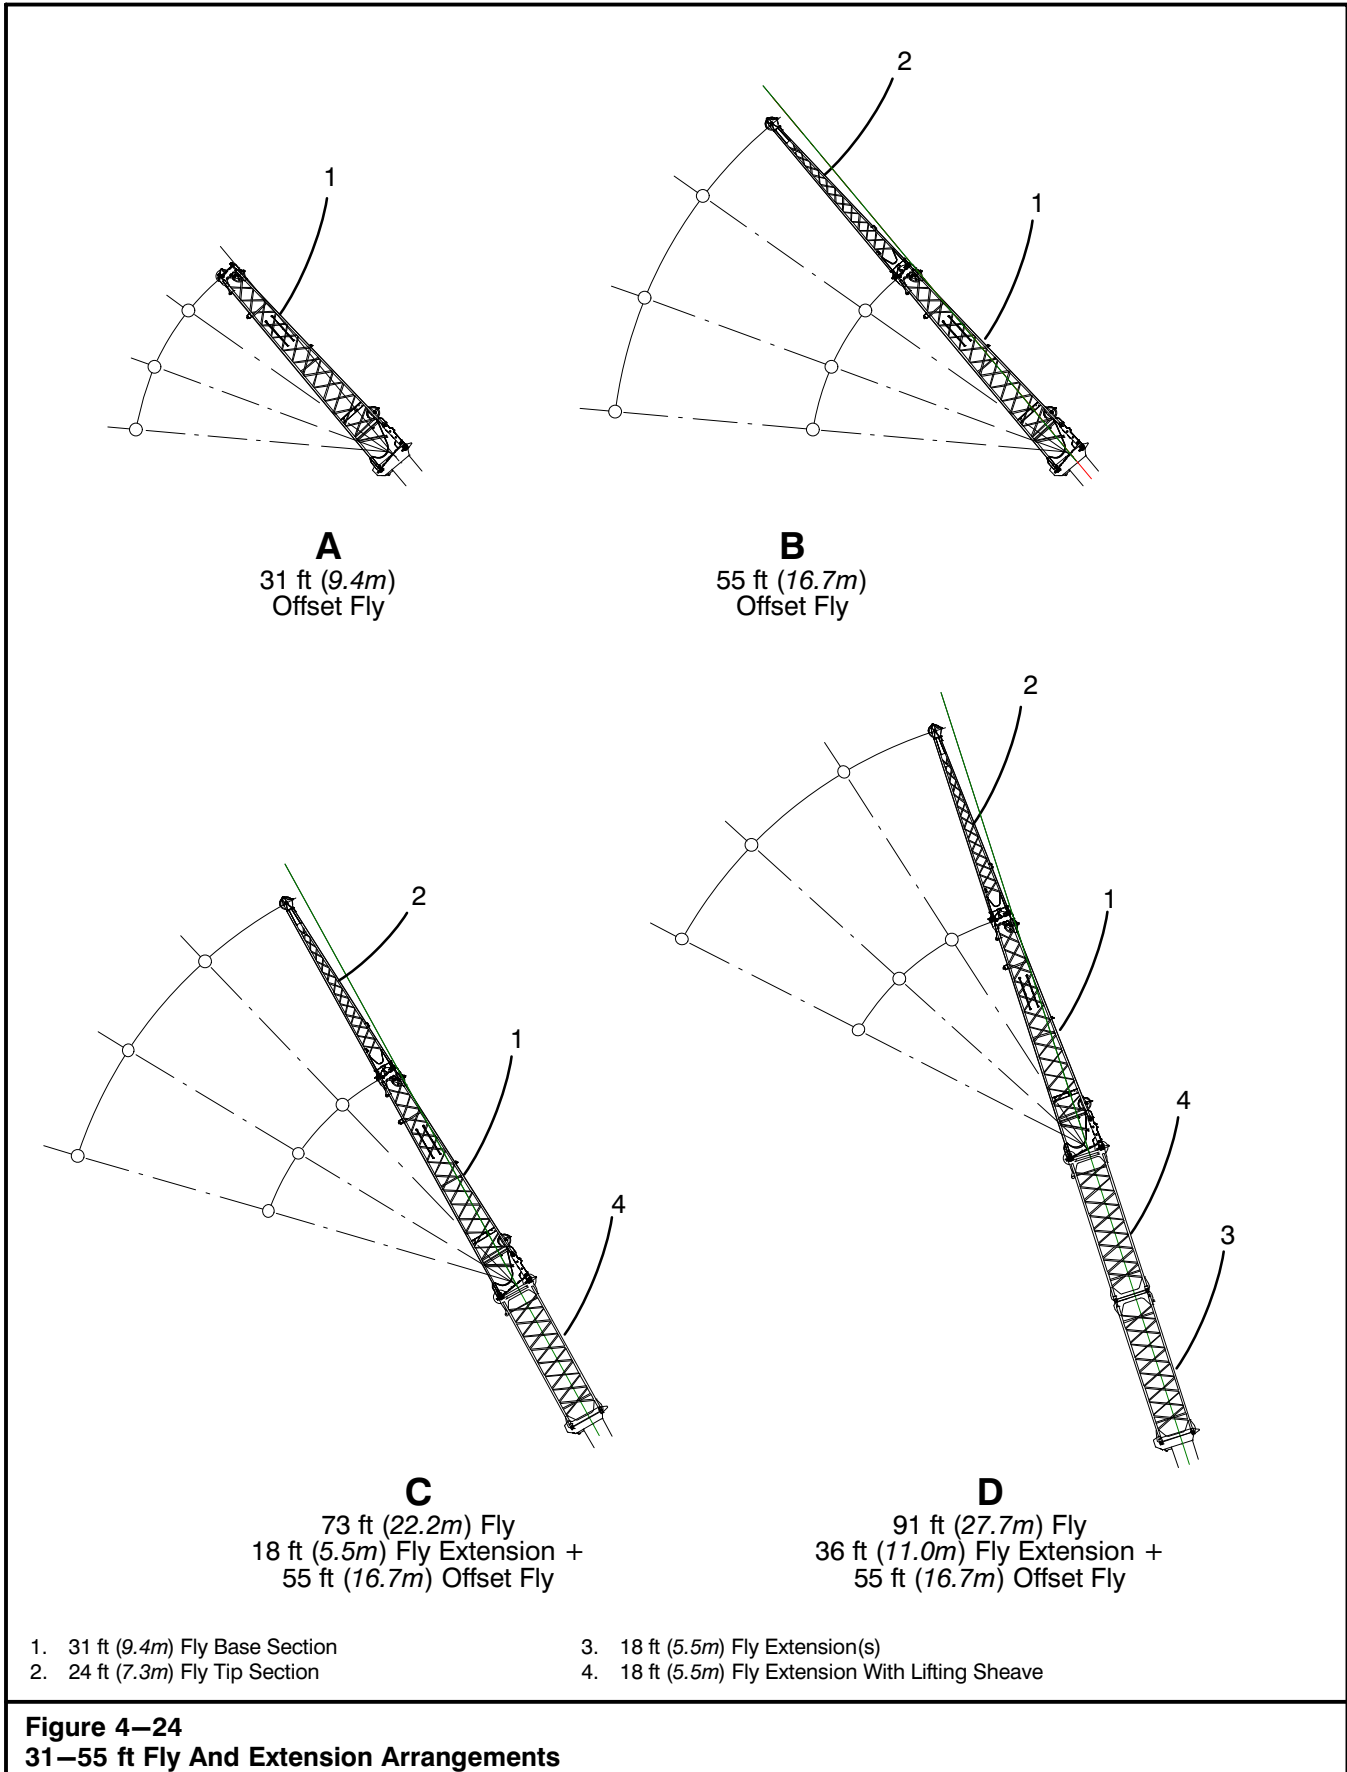 2
1
1
A
31 ft (9.4m)
Offset Fly
B
55 ft (16.7m)
Offset Fly
2
1
4
C
73 ft (22.2m) Fly
18 ft (5.5m) Fly Extension +
55 ft (16.7m) Offset Fly
2
1
4
3
D
91 ft (27.7m) Fly
36 ft (11.0m) Fly Extension +
55 ft (16.7m) Offset Fly
1. 31 ft (9.4m) Fly Base Section
2. 24 ft (7.3m) Fly Tip Section
3. 18 ft (5.5m) Fly Extension(s)
4. 18 ft (5.5m) Fly Extension With Lifting Sheave
Figure 4—24
31—55 ft Fly And Extension Arrangements